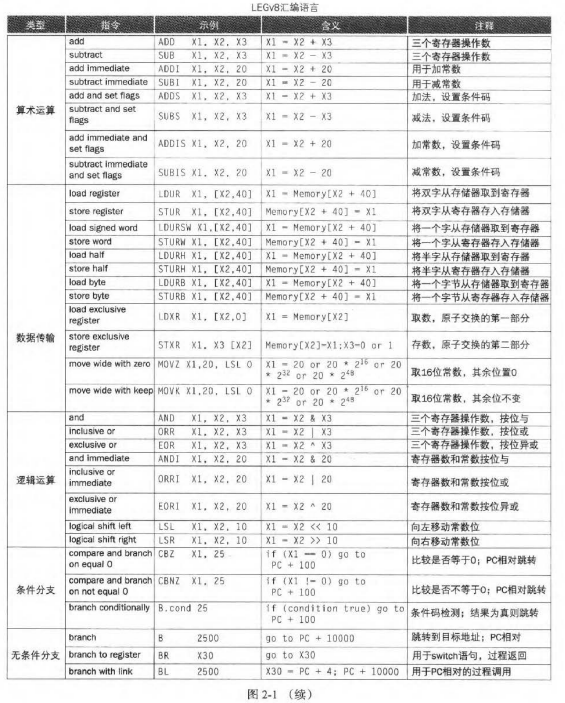 LEGv8汇编语言
类型 指令 示例 含义 注释
算术运算
add ADD X1, X2, X3 X1 = X2 + X3 三个寄存器操作数
subtract SUB X1, X2, X3 X1 = X2 - X3 三个寄存器操作数
add immediate ADDI X1, X2, 20 X1 = X2 + 20 用于加常数
subtract immediate SUBI X1, X2, 20 X1 = X2 - 20 用于减常数
add and set flags ADDS X1, X2, X3 X1 = X2 + X3 加法，设置条件码
subtract and set
flags SUBS X1, X2, X3 X1 = X2 - X3 减法，设置条件码
add immediate and
set flags ADDIS X1, X2, 20 X1 = X2 + 20 加常数，设置条件码
subtract immediate
and set flags SUBIS X1, X2, 20 X1 = X2 - 20 减常数，设置条件码
数据传输
load register LDUR X1, [X2,40] X1 = Memory[X2 + 40] 将双字从存储器取到寄存器
store register STUR X1, [X2,40] Memory[X2 + 40] = X1 将双字从寄存器存入存储器
load signed word LDURSW X1,[X2,40] X1 = Memory[X2 + 40] 将一个字从存储器取到寄存器
store word STURW X1, [X2,40] Memory[X2 + 40] = X1 将一个字从寄存器存入存储器
load half LDURH X1, [X2,40] X1 = Memory[X2 + 40] 将半字从存储器取到寄存器
store half STURH X1, [X2,40] Memory[X2 + 40] = X1 将半字从寄存器存入存储器
load byte LDURB X1, [X2,40] X1 = Memory[X2 + 40] 将一个字节从存储器取到寄存器
store byte STURB X1, [X2,40] Memory[X2 + 40] = X1 将一个字节从寄存器存入存储器
load exclusive
register LDXR X1, [X2,0] X1 = Memory[X2] 取数，原子交换的第一部分
store exclusive
register STXR X1, X3 [X2] Memory[X2]=X1;X3=0 or 1 存数，原子交换的第二部分
move wide with zero MOVZ X1,20, LSL 0 X1 = 20 or 20 * 2^16 or 20
* 2^32 or 20 * 2^48 取16位常数，其余位置0
move wide with keep MOVK X1,20, LSL 0 X1 = 20 or 20 * 2^16 or 20
* 2^32 or 20 * 2^48 取16位常数，其余位不变
逻辑运算
and AND X1, X2, X3 X1 = X2 & X3 三个寄存器操作数，按位与
inclusive or ORR X1, X2, X3 X1 = X2 | X3 三个寄存器操作数，按位或
exclusive or EOR X1, X2, X3 X1 = X2 ^ X3 三个寄存器操作数，按位异或
and immediate ANDI X1, X2, 20 X1 = X2 & 20 寄存器数和常数按位与
inclusive or
immediate ORRI X1, X2, 20 X1 = X2 | 20 寄存器数和常数按位或
exclusive or
immediate EORI X1, X2, 20 X1 = X2 ^ 20 寄存器数和常数按位异或
logical shift left LSL X1, X2, 10 X1 = X2 << 10 向左移动常数位
logical shift right LSR X1, X2, 10 X1 = X2 >> 10 向右移动常数位
条件分支
compare and branch
on equal 0 CBZ X1, 25 if (X1 == 0) go to
PC + 100 比较是否等于0；PC相对跳转
compare and branch
on not equal 0 CBNZ X1, 25 if (X1 != 0) go to
PC + 100 比较是否不等于0；PC相对跳转
branch conditionally B.cond 25 if (condition true) go to
PC + 100 条件码检测；结果为真则跳转
无条件分支
branch B 2500 go to PC + 10000 跳转到目标地址；PC相对
branch to register BR X30 go to X30 用于switch语句，过程返回
branch with link BL 2500 X30 = PC + 4; PC + 10000 用于PC相对的过程调用
图 2-1 （续）